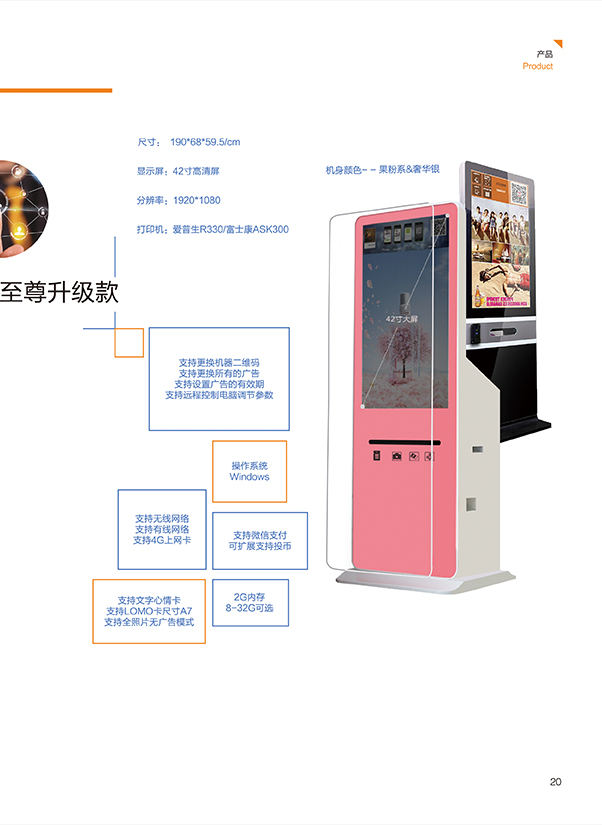 产品
Product
尺寸： 190*68*59.5/cm
显示屏：42寸高清屏
分辨率：1920*1080
打印机：爱普生R330/富士康ASK300
机身颜色- - 果粉系&奢华银
至尊升级款
42寸大屏
支持更换机器二维码
支持更换所有的广告
支持设置广告的有效期
支持远程控制电脑调节参数
操作系统
Windows
支持无线网络
支持有线网络
支持4G上网卡
支持微信支付
可扩展支持投币
支持文字心情卡
支持LOMO卡尺寸A7
支持全照片无广告模式
2G内存
8-32G可选
20